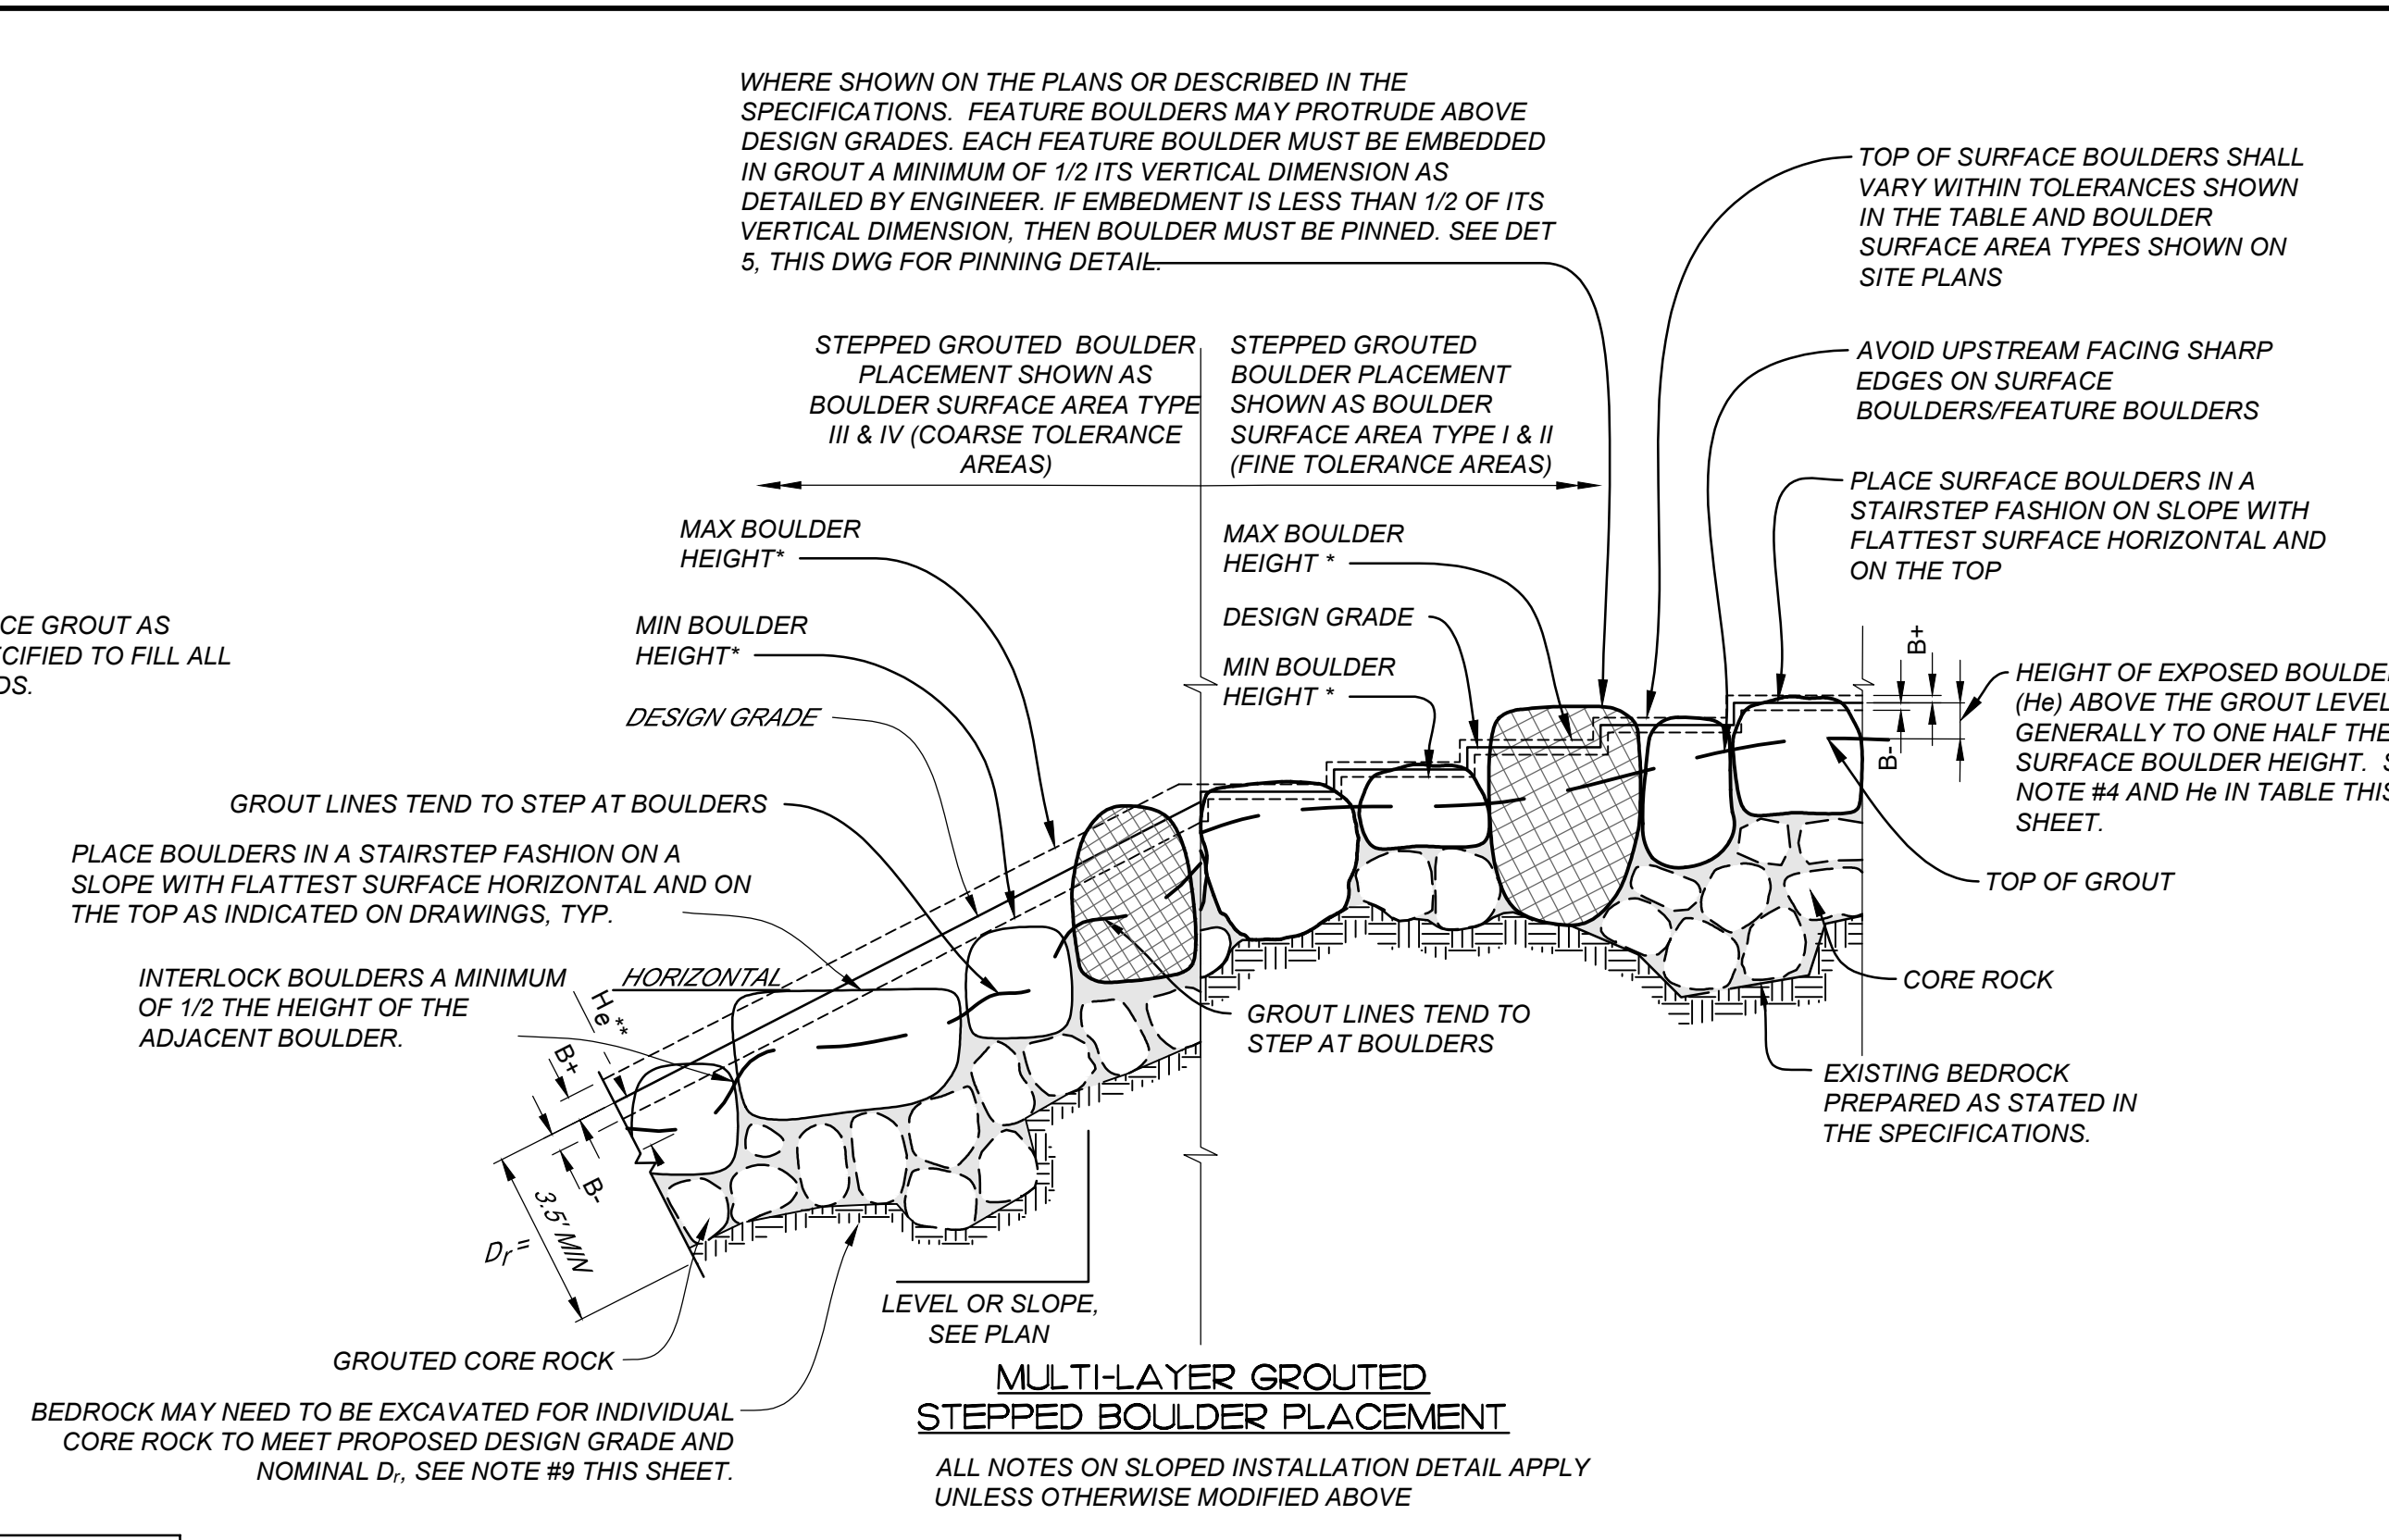 WHERE SHOWN ON THE PLANS OR DESCRIBED IN THE
SPECIFICATIONS. FEATURE BOULDERS MAY PROTRUDE ABOVE
DESIGN GRADES. EACH FEATURE BOULDER MUST BE EMBEDDED
IN GROUT A MINIMUM OF 1/2 ITS VERTICAL DIMENSION AS
DETAILED BY ENGINEER. IF EMBEDMENT IS LESS THAN 1/2 OF ITS
VERTICAL DIMENSION, THEN BOULDER MUST BE PINNED. SEE DET
5, THIS DWG FOR PINNING DETAIL.
TOP OF SURFACE BOULDERS SHALL
VARY WITHIN TOLERANCES SHOWN
IN THE TABLE AND BOULDER
SURFACE AREA TYPES SHOWN ON
SITE PLANS
STEPPED GROUTED BOULDER
PLACEMENT SHOWN AS
BOULDER SURFACE AREA TYPE
III & IV (COARSE TOLERANCE
AREAS)
STEPPED GROUTED
BOULDER PLACEMENT
SHOWN AS BOULDER
SURFACE AREA TYPE I & II
(FINE TOLERANCE AREAS)
AVOID UPSTREAM FACING SHARP
EDGES ON SURFACE
BOULDERS/FEATURE BOULDERS
PLACE SURFACE BOULDERS IN A
STAIRSTEP FASHION ON SLOPE WITH
FLATTEST SURFACE HORIZONTAL AND
ON THE TOP
MAX BOULDER
HEIGHT*
MAX BOULDER
HEIGHT *
CE GROUT AS
ECIFIED TO FILL ALL
DS.
MIN BOULDER
HEIGHT*
DESIGN GRADE
MIN BOULDER
HEIGHT *
B+
B-
HEIGHT OF EXPOSED BOULDE
(He) ABOVE THE GROUT LEVEL
GENERALLY TO ONE HALF THE
SURFACE BOULDER HEIGHT. S
NOTE #4 AND He IN TABLE THIS
SHEET.
DESIGN GRADE
GROUT LINES TEND TO STEP AT BOULDERS
PLACE BOULDERS IN A STAIRSTEP FASHION ON A
SLOPE WITH FLATTEST SURFACE HORIZONTAL AND ON
THE TOP AS INDICATED ON DRAWINGS, TYP.
TOP OF GROUT
INTERLOCK BOULDERS A MINIMUM
OF 1/2 THE HEIGHT OF THE
ADJACENT BOULDER.
HORIZONTAL
He**
CORE ROCK
GROUT LINES TEND TO
STEP AT BOULDERS
B+
B-
EXISTING BEDROCK
PREPARED AS STATED IN
THE SPECIFICATIONS.
Dr =
3.5' MIN
LEVEL OR SLOPE,
SEE PLAN
GROUTED CORE ROCK
BEDROCK MAY NEED TO BE EXCAVATED FOR INDIVIDUAL
CORE ROCK TO MEET PROPOSED DESIGN GRADE AND
NOMINAL Dr, SEE NOTE #9 THIS SHEET.
MULTI-LAYER GROUTED
STEPPED BOULDER PLACEMENT
ALL NOTES ON SLOPED INSTALLATION DETAIL APPLY
UNLESS OTHERWISE MODIFIED ABOVE